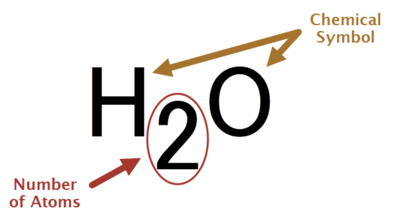 Chemical
Symbol
H2O
Number
of Atoms